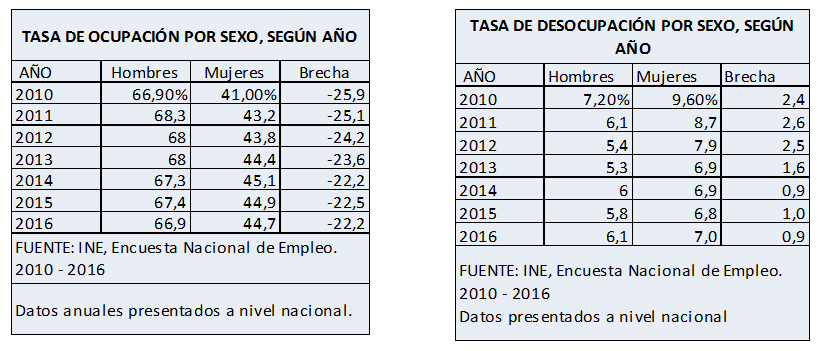 TASA DE OCUPACIÓN POR SEXO, SEGÚN AÑO
AÑO Hombres Mujeres Brecha
2010 66,90% 41,00% -25,9
2011 68,3 43,2 -25,1
2012 68 43,8 -24,2
2013 68 44,4 -23,6
2014 67,3 45,1 -22,2
2015 67,4 44,9 -22,5
2016 66,9 44,7 -22,2
FUENTE: INE, Encuesta Nacional de Empleo.
2010 - 2016
Datos anuales presentados a nivel nacional.
TASA DE DESOCUPACIÓN POR SEXO, SEGÚN
AÑO
AÑO Hombres Mujeres Brecha
2010 7,20% 9,60% 2,4
2011 6,1 8,7 2,6
2012 5,4 7,9 2,5
2013 5,3 6,9 1,6
2014 6 6,9 0,9
2015 5,8 6,8 1,0
2016 6,1 7,0 0,9
FUENTE: INE, Encuesta Nacional de Empleo.
2010 - 2016
Datos presentados a nivel nacional